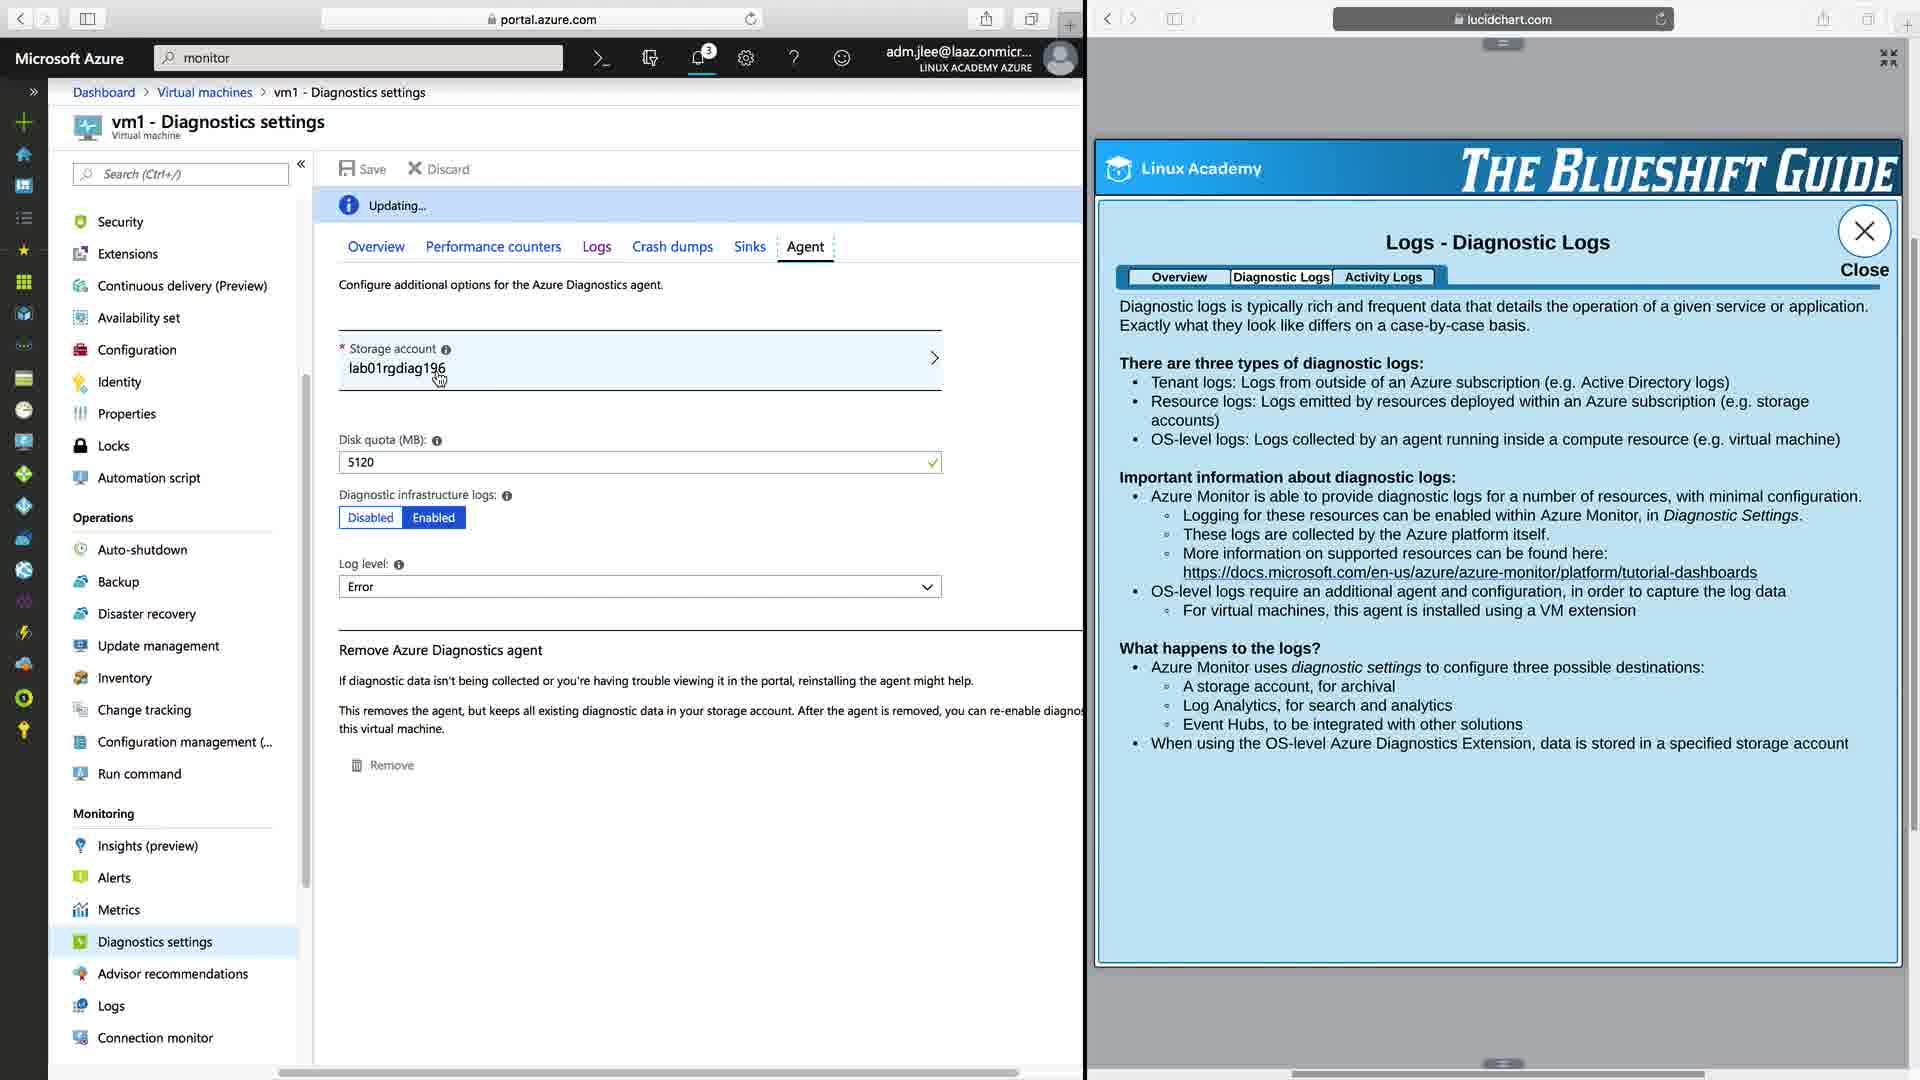 portal.azure.com
Microsoft Azure
monitor
3
adm.jlee@laaz.onmicr...
LINUX ACADEMY AZURE
Dashboard > Virtual machines > vm1 - Diagnostics settings
vm1 - Diagnostics settings
Virtual machine
Search (Ctrl+/)
Security
Extensions
Continuous delivery (Preview)
Availability set
Configuration
Identity
Properties
Locks
Automation script
Operations
Auto-shutdown
Backup
Disaster recovery
Update management
Inventory
Change tracking
Configuration management (...
Run command
Monitoring
Insights (preview)
Alerts
Metrics
Diagnostics settings
Advisor recommendations
Logs
Connection monitor
Save
Discard
Updating...
Overview
Performance counters
Logs
Crash dumps
Sinks
Agent
Configure additional options for the Azure Diagnostics agent.
* Storage account
lab01rgdiag196
Disk quota (MB):
5120
Diagnostic infrastructure logs:
Disabled
Enabled
Log level:
Error
Remove Azure Diagnostics agent
If diagnostic data isn't being collected or you're having trouble viewing it in the portal, reinstalling the agent might help.
This removes the agent, but keeps all existing diagnostic data in your storage account. After the agent is removed, you can re-enable diagnos
this virtual machine.
Remove
lucidchart.com
Linux Academy
THE BLUESHIFT GUIDE
Logs - Diagnostic Logs
Close
Overview
Diagnostic Logs
Activity Logs
Diagnostic logs is typically rich and frequent data that details the operation of a given service or application.
Exactly what they look like differs on a case-by-case basis.
There are three types of diagnostic logs:
• Tenant logs: Logs from outside of an Azure subscription (e.g. Active Directory logs)
• Resource logs: Logs emitted by resources deployed within an Azure subscription (e.g. storage
accounts)
• OS-level logs: Logs collected by an agent running inside a compute resource (e.g. virtual machine)
Important information about diagnostic logs:
• Azure Monitor is able to provide diagnostic logs for a number of resources, with minimal configuration.
◦ Logging for these resources can be enabled within Azure Monitor, in Diagnostic Settings.
◦ These logs are collected by the Azure platform itself.
◦ More information on supported resources can be found here:
https://docs.microsoft.com/en-us/azure/azure-monitor/platform/tutorial-dashboards
• OS-level logs require an additional agent and configuration, in order to capture the log data
◦ For virtual machines, this agent is installed using a VM extension
What happens to the logs?
• Azure Monitor uses diagnostic settings to configure three possible destinations:
◦ A storage account, for archival
◦ Log Analytics, for search and analytics
◦ Event Hubs, to be integrated with other solutions
• When using the OS-level Azure Diagnostics Extension, data is stored in a specified storage account